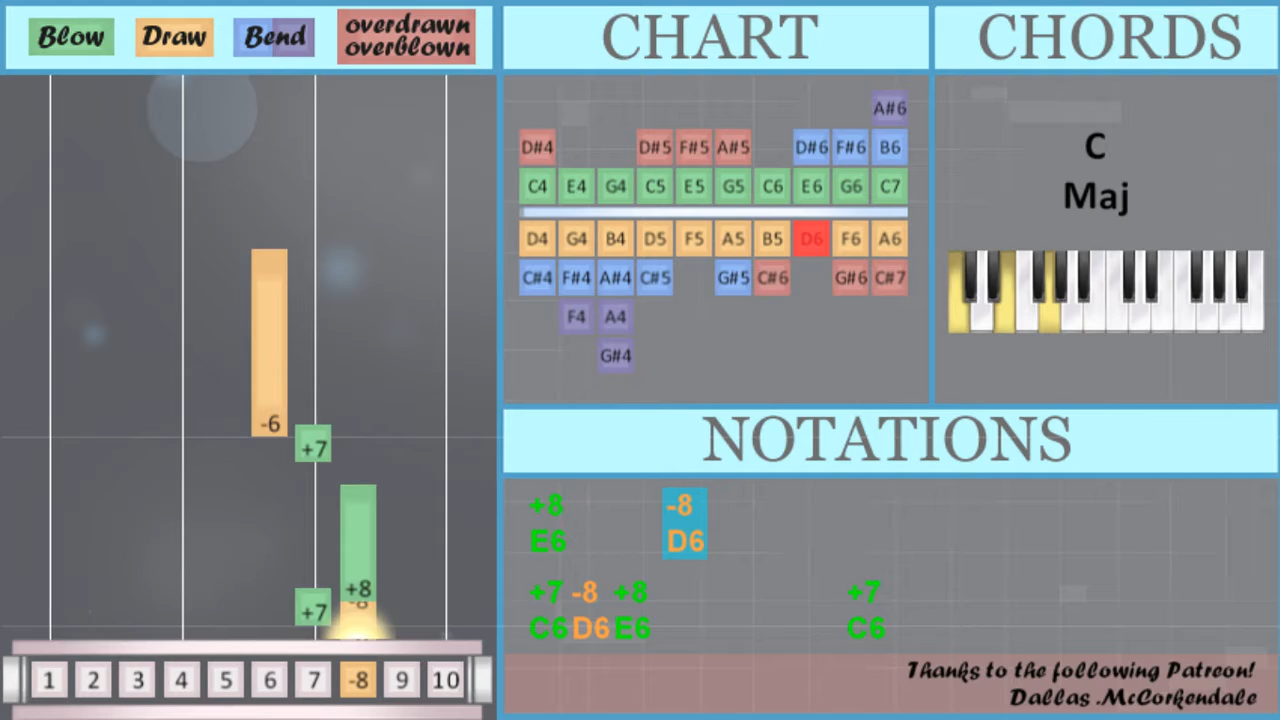 Blow Draw Bend overdrawn
overblown
CHART
CHORDS
A#6
D#4 D#5 F#5 A#5 D#6 F#6 B6
C4 E4 G4 C5 E5 G5 C6 E6 G6 C7
D4 G4 B4 D5 F5 A5 B5 D6 F6 A6
C#4 F#4 A#4 C#5 G#5 C#6 G#6 C#7
F4 A4
G#4
C
Maj
-6
+7
+8
+7
1 2 3 4 5 6 7 -8 9 10
NOTATIONS
+8 -8
E6 D6
+7 -8 +8 +7
C6 D6 E6 C6
Thanks to the following Patreon!
Dallas .McCorkendale